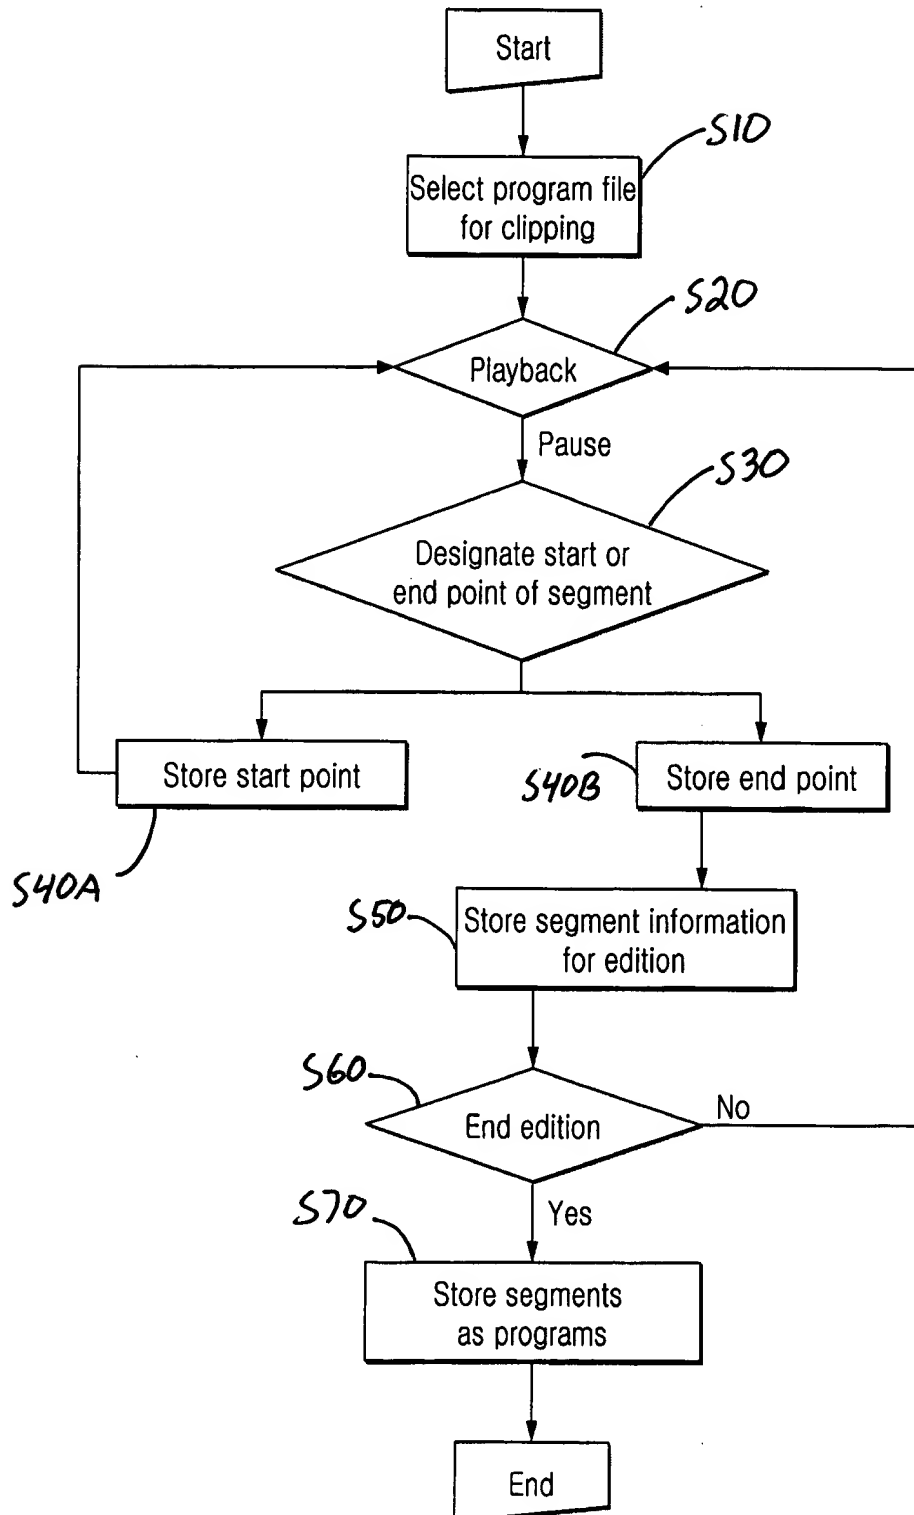 Start
S10
Select program file
for clipping
S20
Playback
Pause
S30
Designate start or
end point of segment
Store start point
S40A
S40B
Store end point
S50
Store segment information
for edition
S60
End edition
No
Yes
S70
Store segments
as programs
End